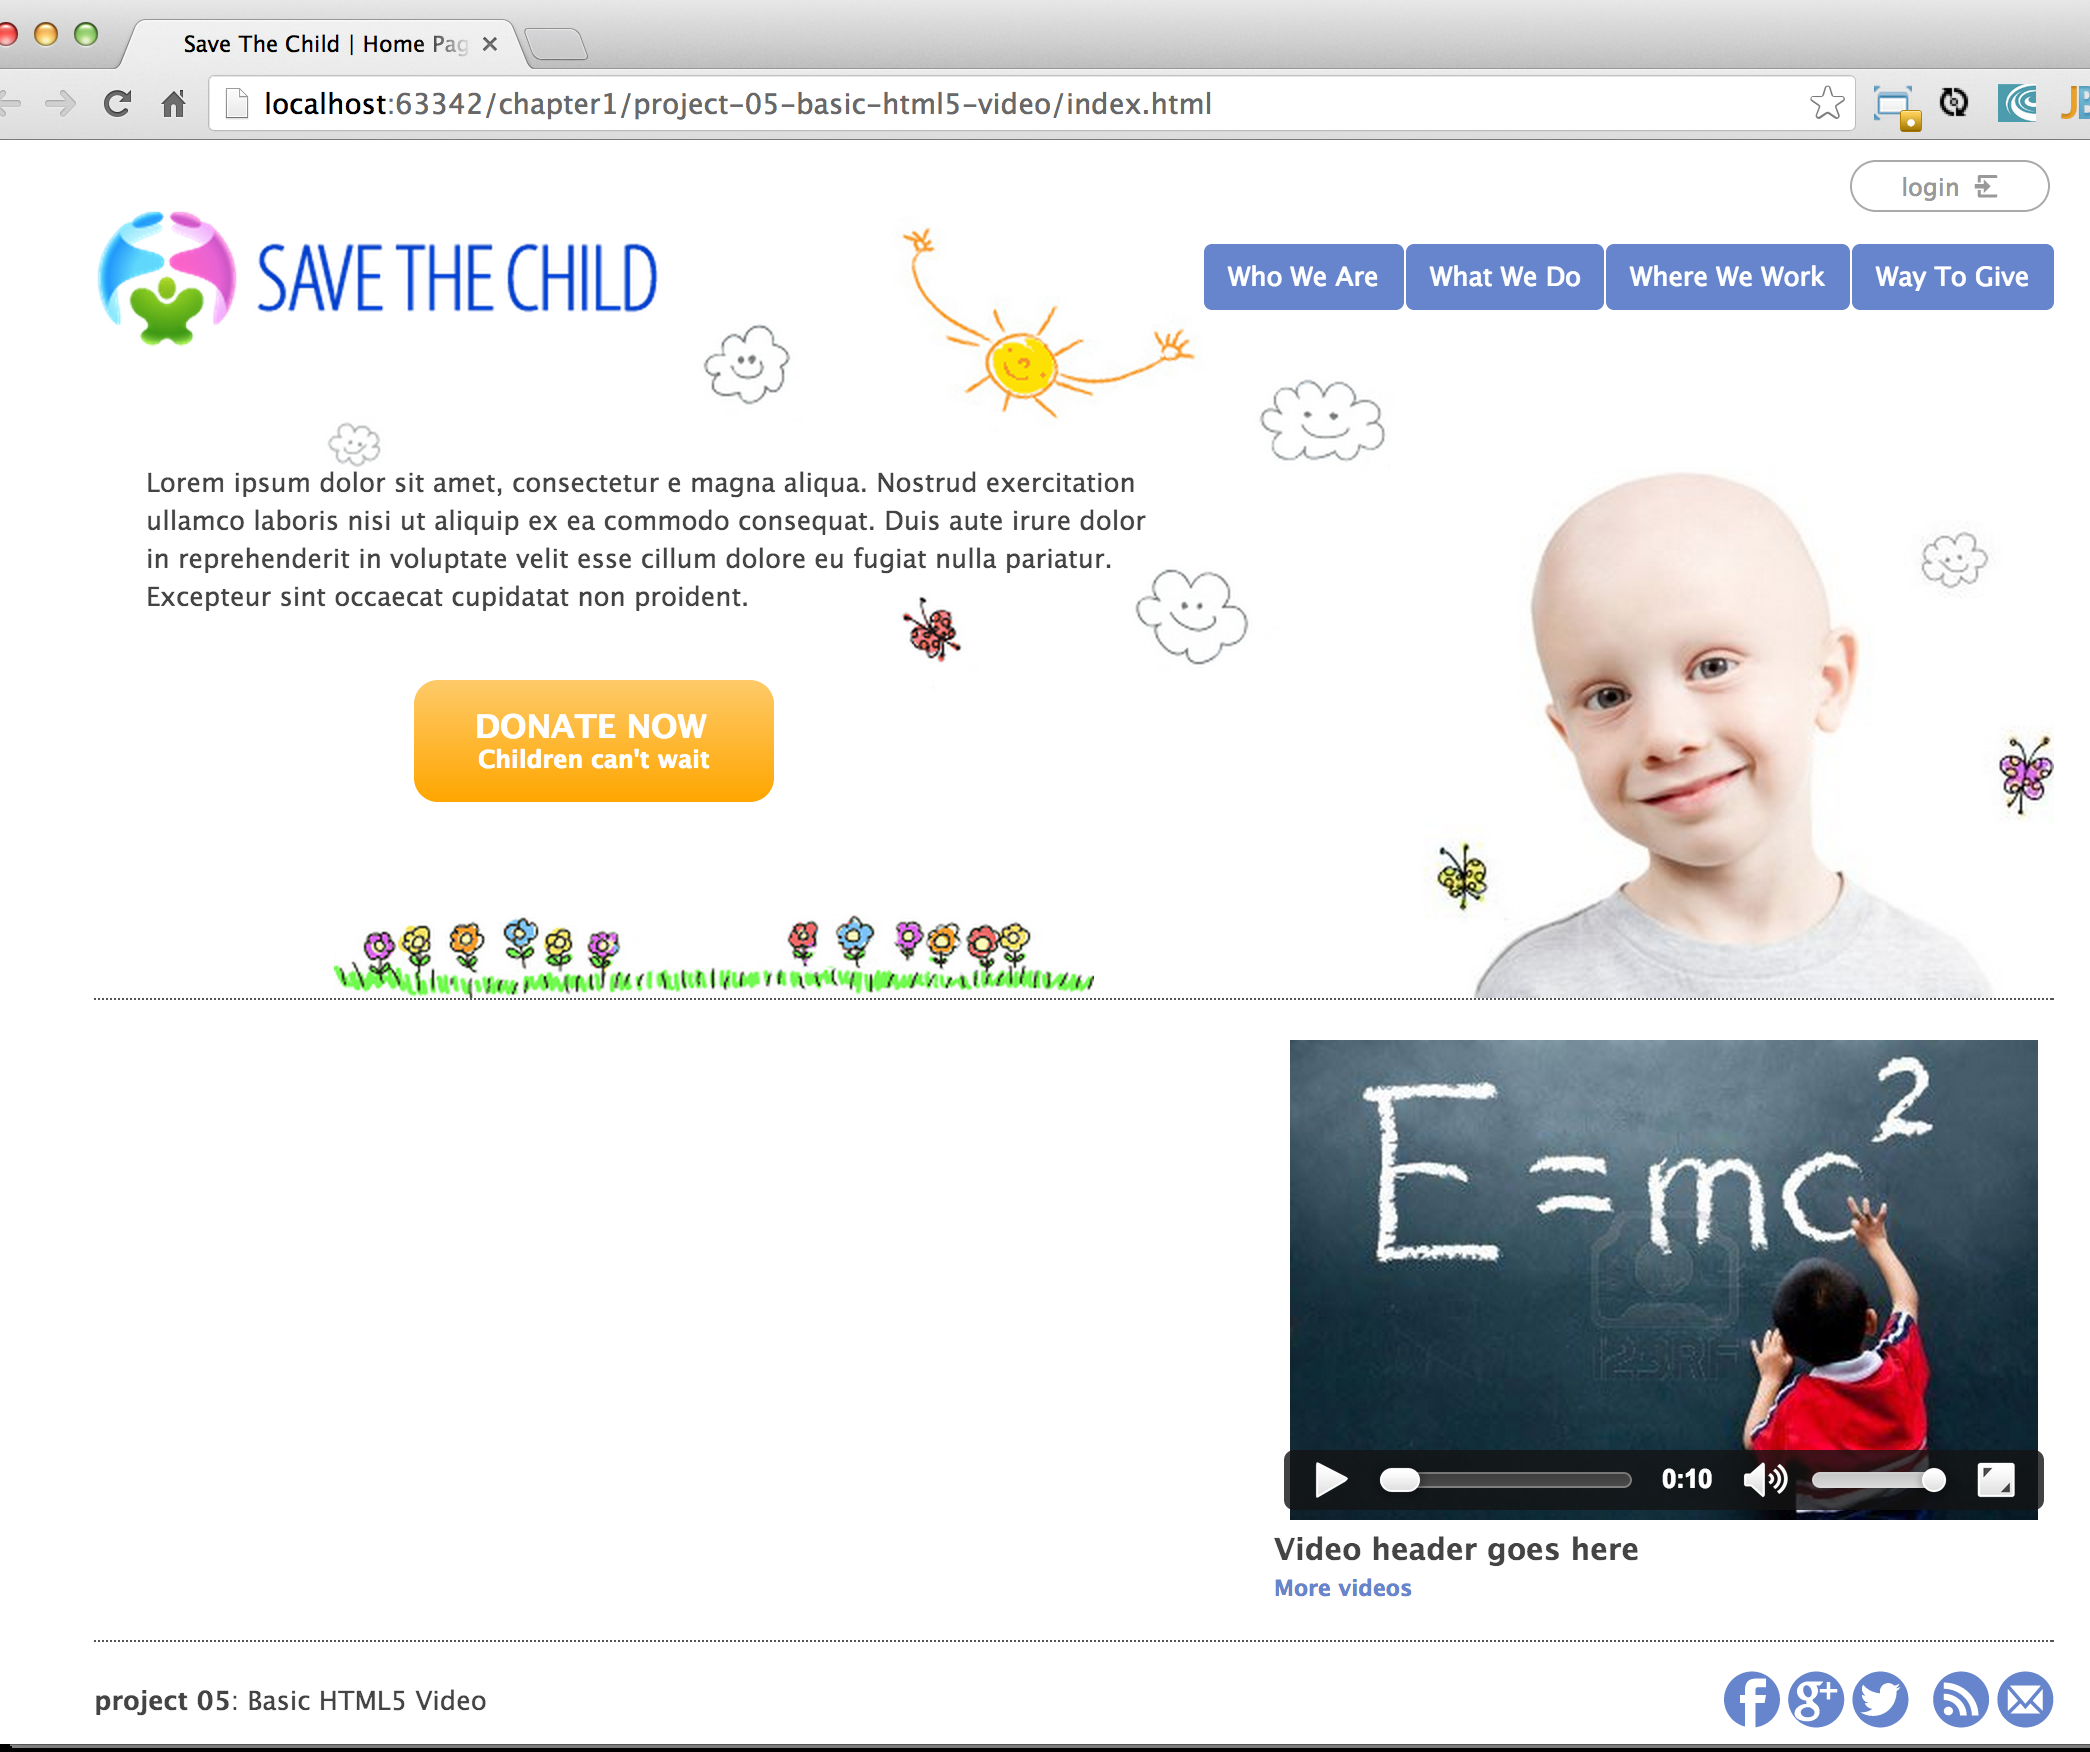 Save The Child | Home Pag
localhost:63342/chapter1/project-05-basic-html5-video/index.html
JB
login
SAVE THE CHILD
Who We Are What We Do Where We Work Way To Give
Lorem ipsum dolor sit amet, consectetur e magna aliqua. Nostrud exercitation
ullamco laboris nisi ut aliquip ex ea commodo consequat. Duis aute irure dolor
in reprehenderit in voluptate velit esse cillum dolore eu fugiat nulla pariatur.
Excepteur sint occaecat cupidatat non proident.
DONATE NOW
Children can't wait
E=mc²
123RF
0:10
Video header goes here
More videos
project 05: Basic HTML5 Video
f g+